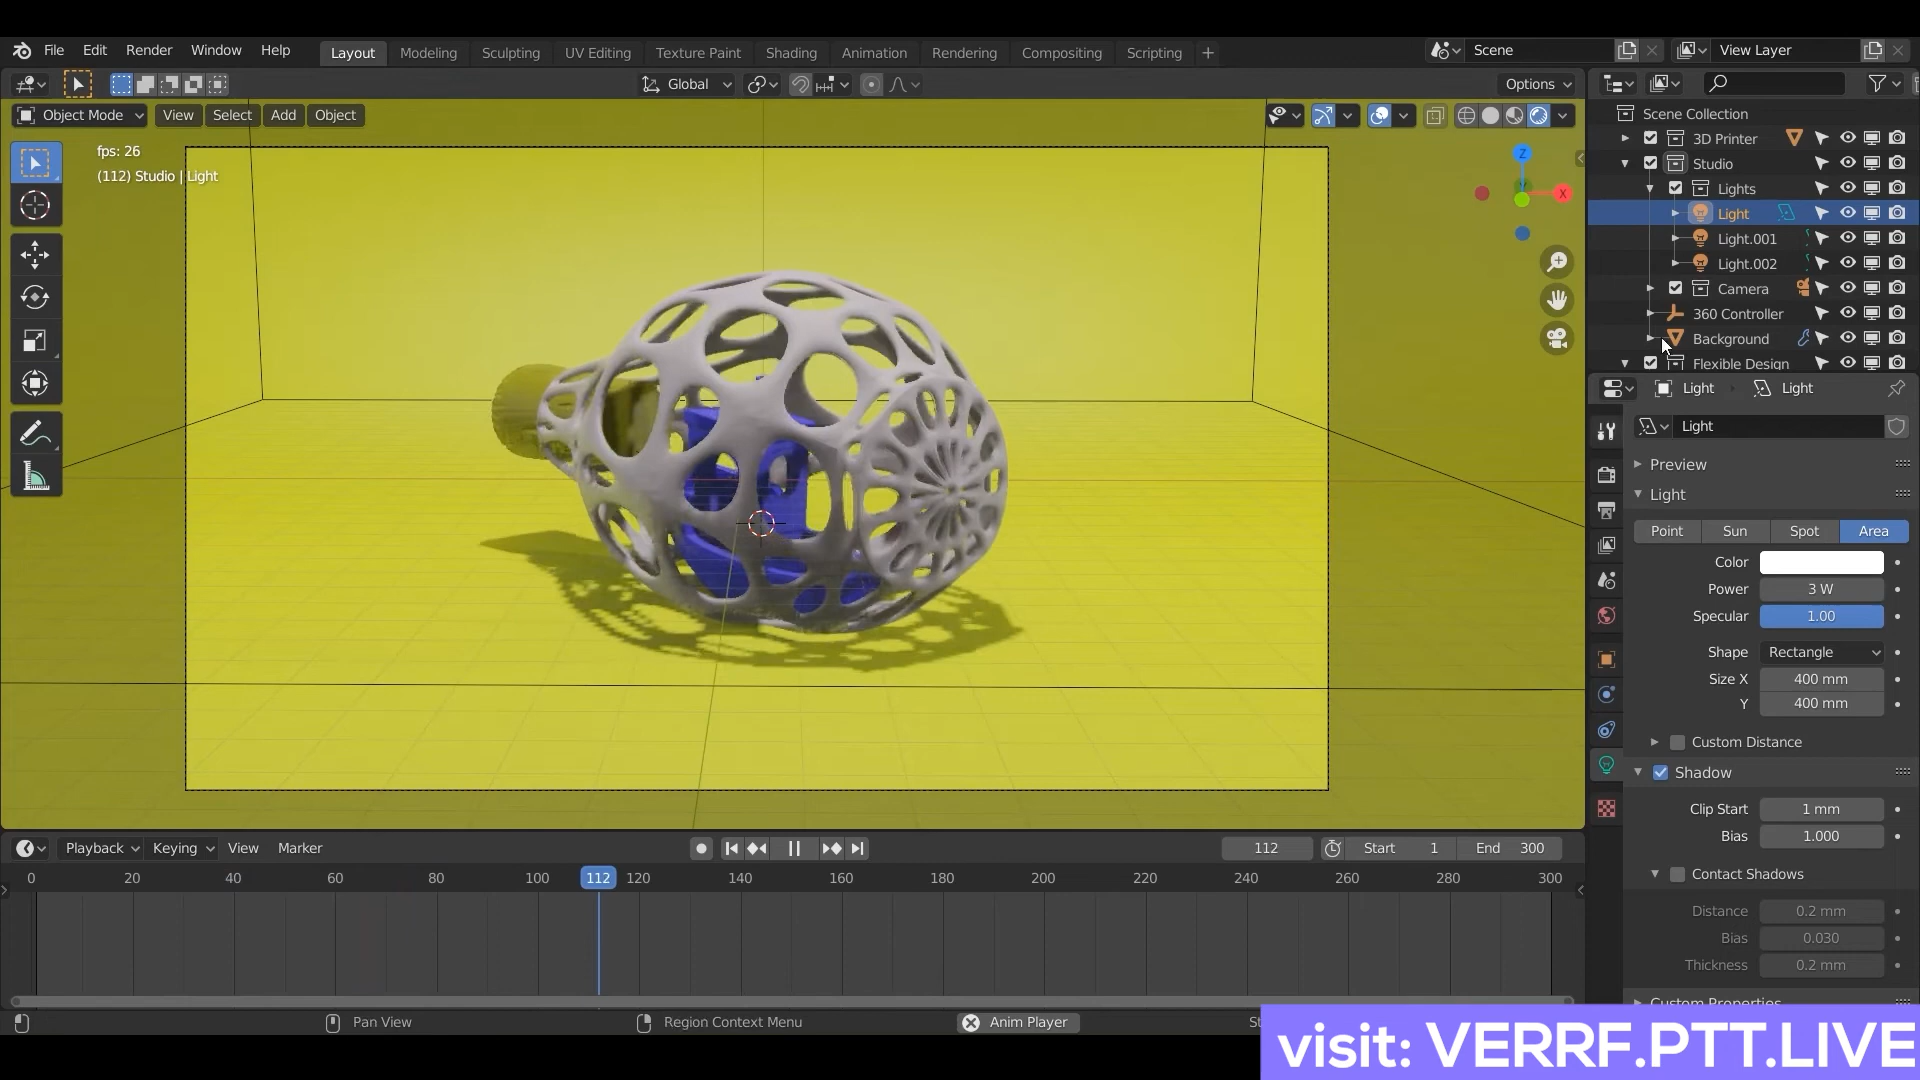 File Edit Render Window Help Layout Modeling Sculpting UV Editing Texture Paint Shading Animation Rendering Compositing Scripting + Scene View Layer
Global Options
Object Mode View Select Add Object
Scene Collection
fps: 26
(112) Studio | Light
Z
X
3D Printer
Studio
Lights
Light
Light.001
Light.002
Camera
360 Controller
Background
Flexible Design
Light Light
Light
Preview
Light
Point Sun Spot Area
Color
Power 3 W
Specular 1.00
Shape Rectangle
Size X 400 mm
Y 400 mm
Custom Distance
Shadow
Clip Start 1 mm
Bias 1.000
Contact Shadows
Distance 0.2 mm
Bias 0.030
Thickness 0.2 mm
Custom Properties
Playback Keying View Marker 112 Start 1 End 300
0 20 40 60 80 100 112 120 140 160 180 200 220 240 260 280 300
Pan View Region Context Menu Anim Player
visit: VERRF.PTT.LIVE